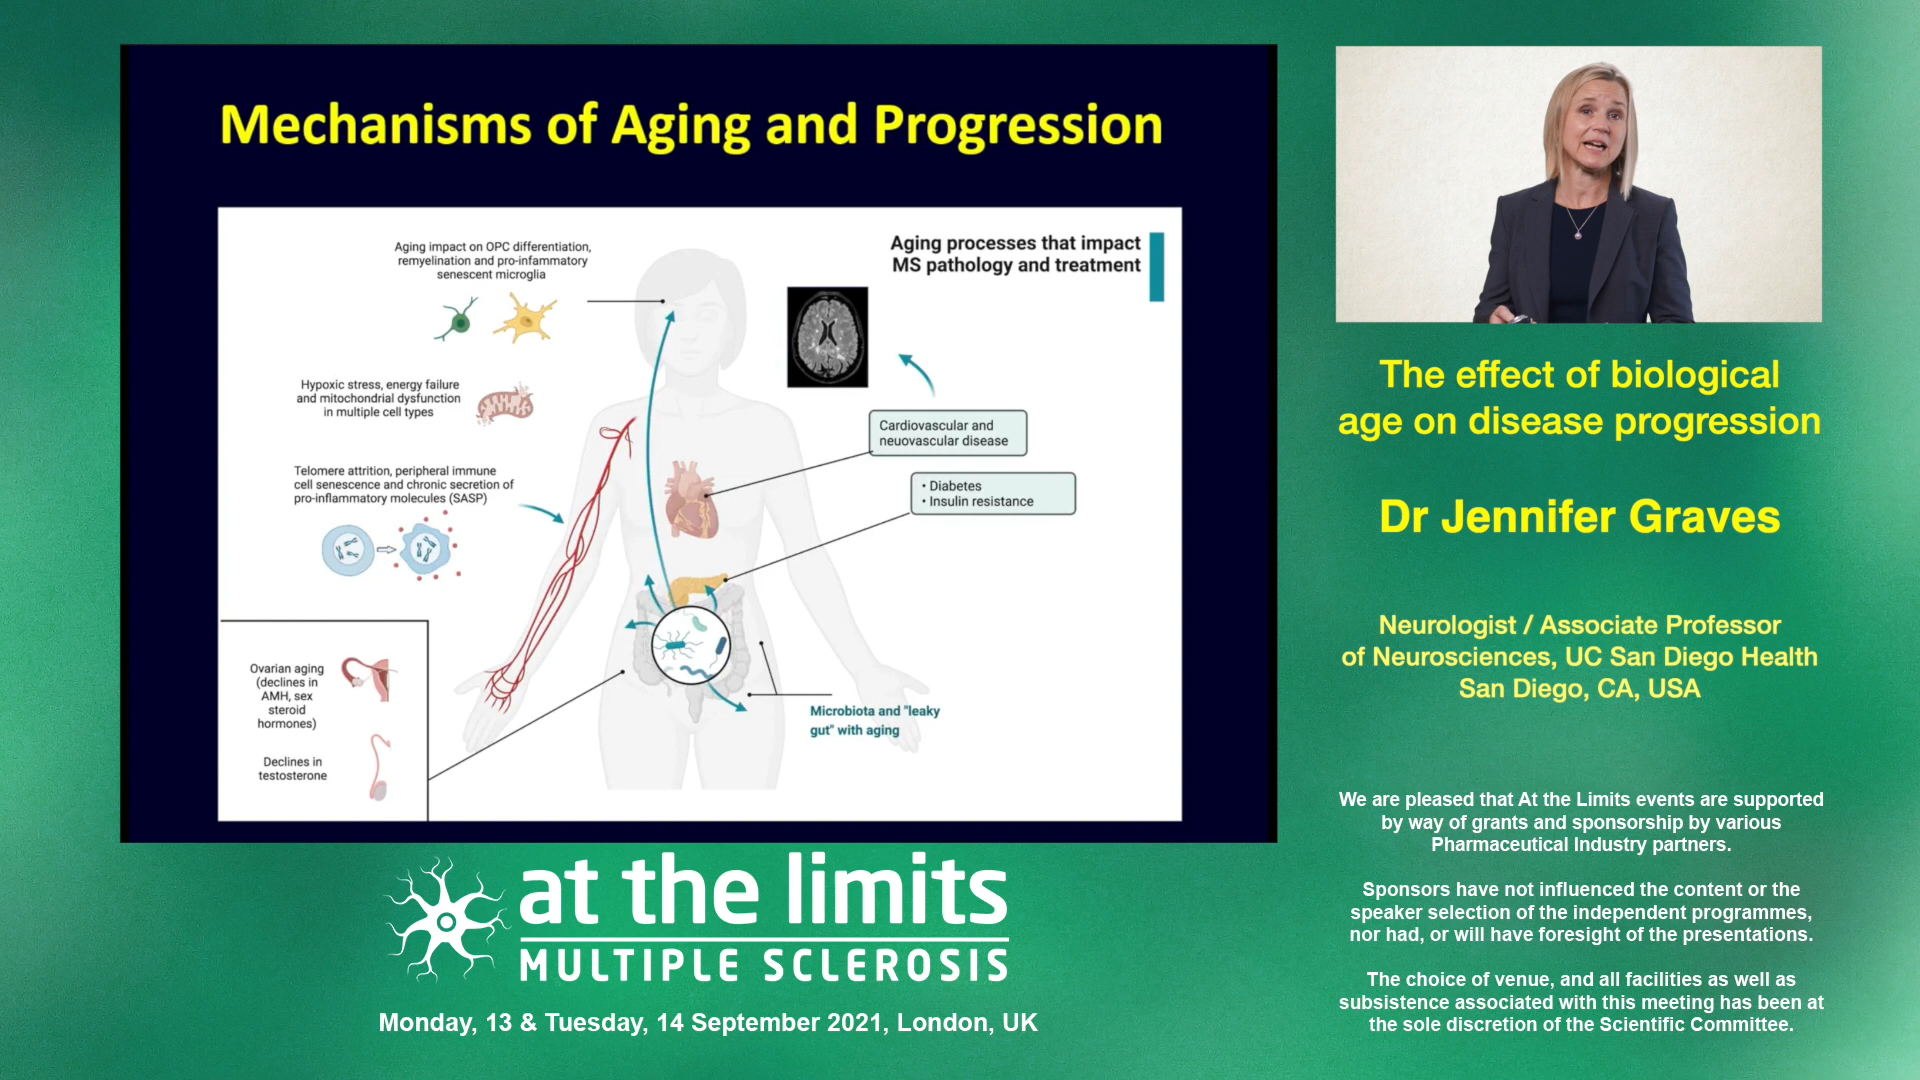 Mechanisms of Aging and Progression
Aging processes that impact
MS pathology and treatment
Aging impact on OPC differentiation,
remyelination and pro-infammatory
senescent microglia
Hypoxic stress, energy failure
and mitochondrial dysfunction
in multiple cell types
Telomere attrition, peripheral immune
cell senescence and chronic secretion of
pro-inflammatory molecules (SASP)
Cardiovascular and
neuovascular disease
• Diabetes
• Insulin resistance
Ovarian aging
(declines in
AMH, sex
steroid
hormones)
Declines in
testosterone
Microbiota and "leaky
gut" with aging
The effect of biological
age on disease progression
Dr Jennifer Graves
Neurologist / Associate Professor
of Neurosciences, UC San Diego Health
San Diego, CA, USA
We are pleased that At the Limits events are supported
by way of grants and sponsorship by various
Pharmaceutical Industry partners.
Sponsors have not influenced the content or the
speaker selection of the independent programmes,
nor had, or will have foresight of the presentations.
The choice of venue, and all facilities as well as
subsistence associated with this meeting has been at
the sole discretion of the Scientific Committee.
at the limits
MULTIPLE SCLEROSIS
Monday, 13 & Tuesday, 14 September 2021, London, UK